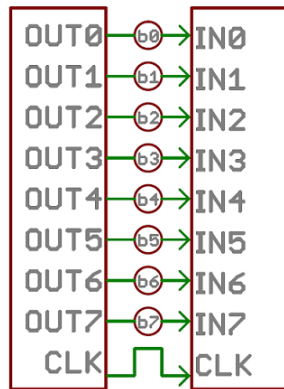 OUT0 b0 IN0
OUT1 b1 IN1
OUT2 b2 IN2
OUT3 b3 IN3
OUT4 b4 IN4
OUT5 b5 IN5
OUT6 b6 IN6
OUT7 b7 IN7
CLK CLK